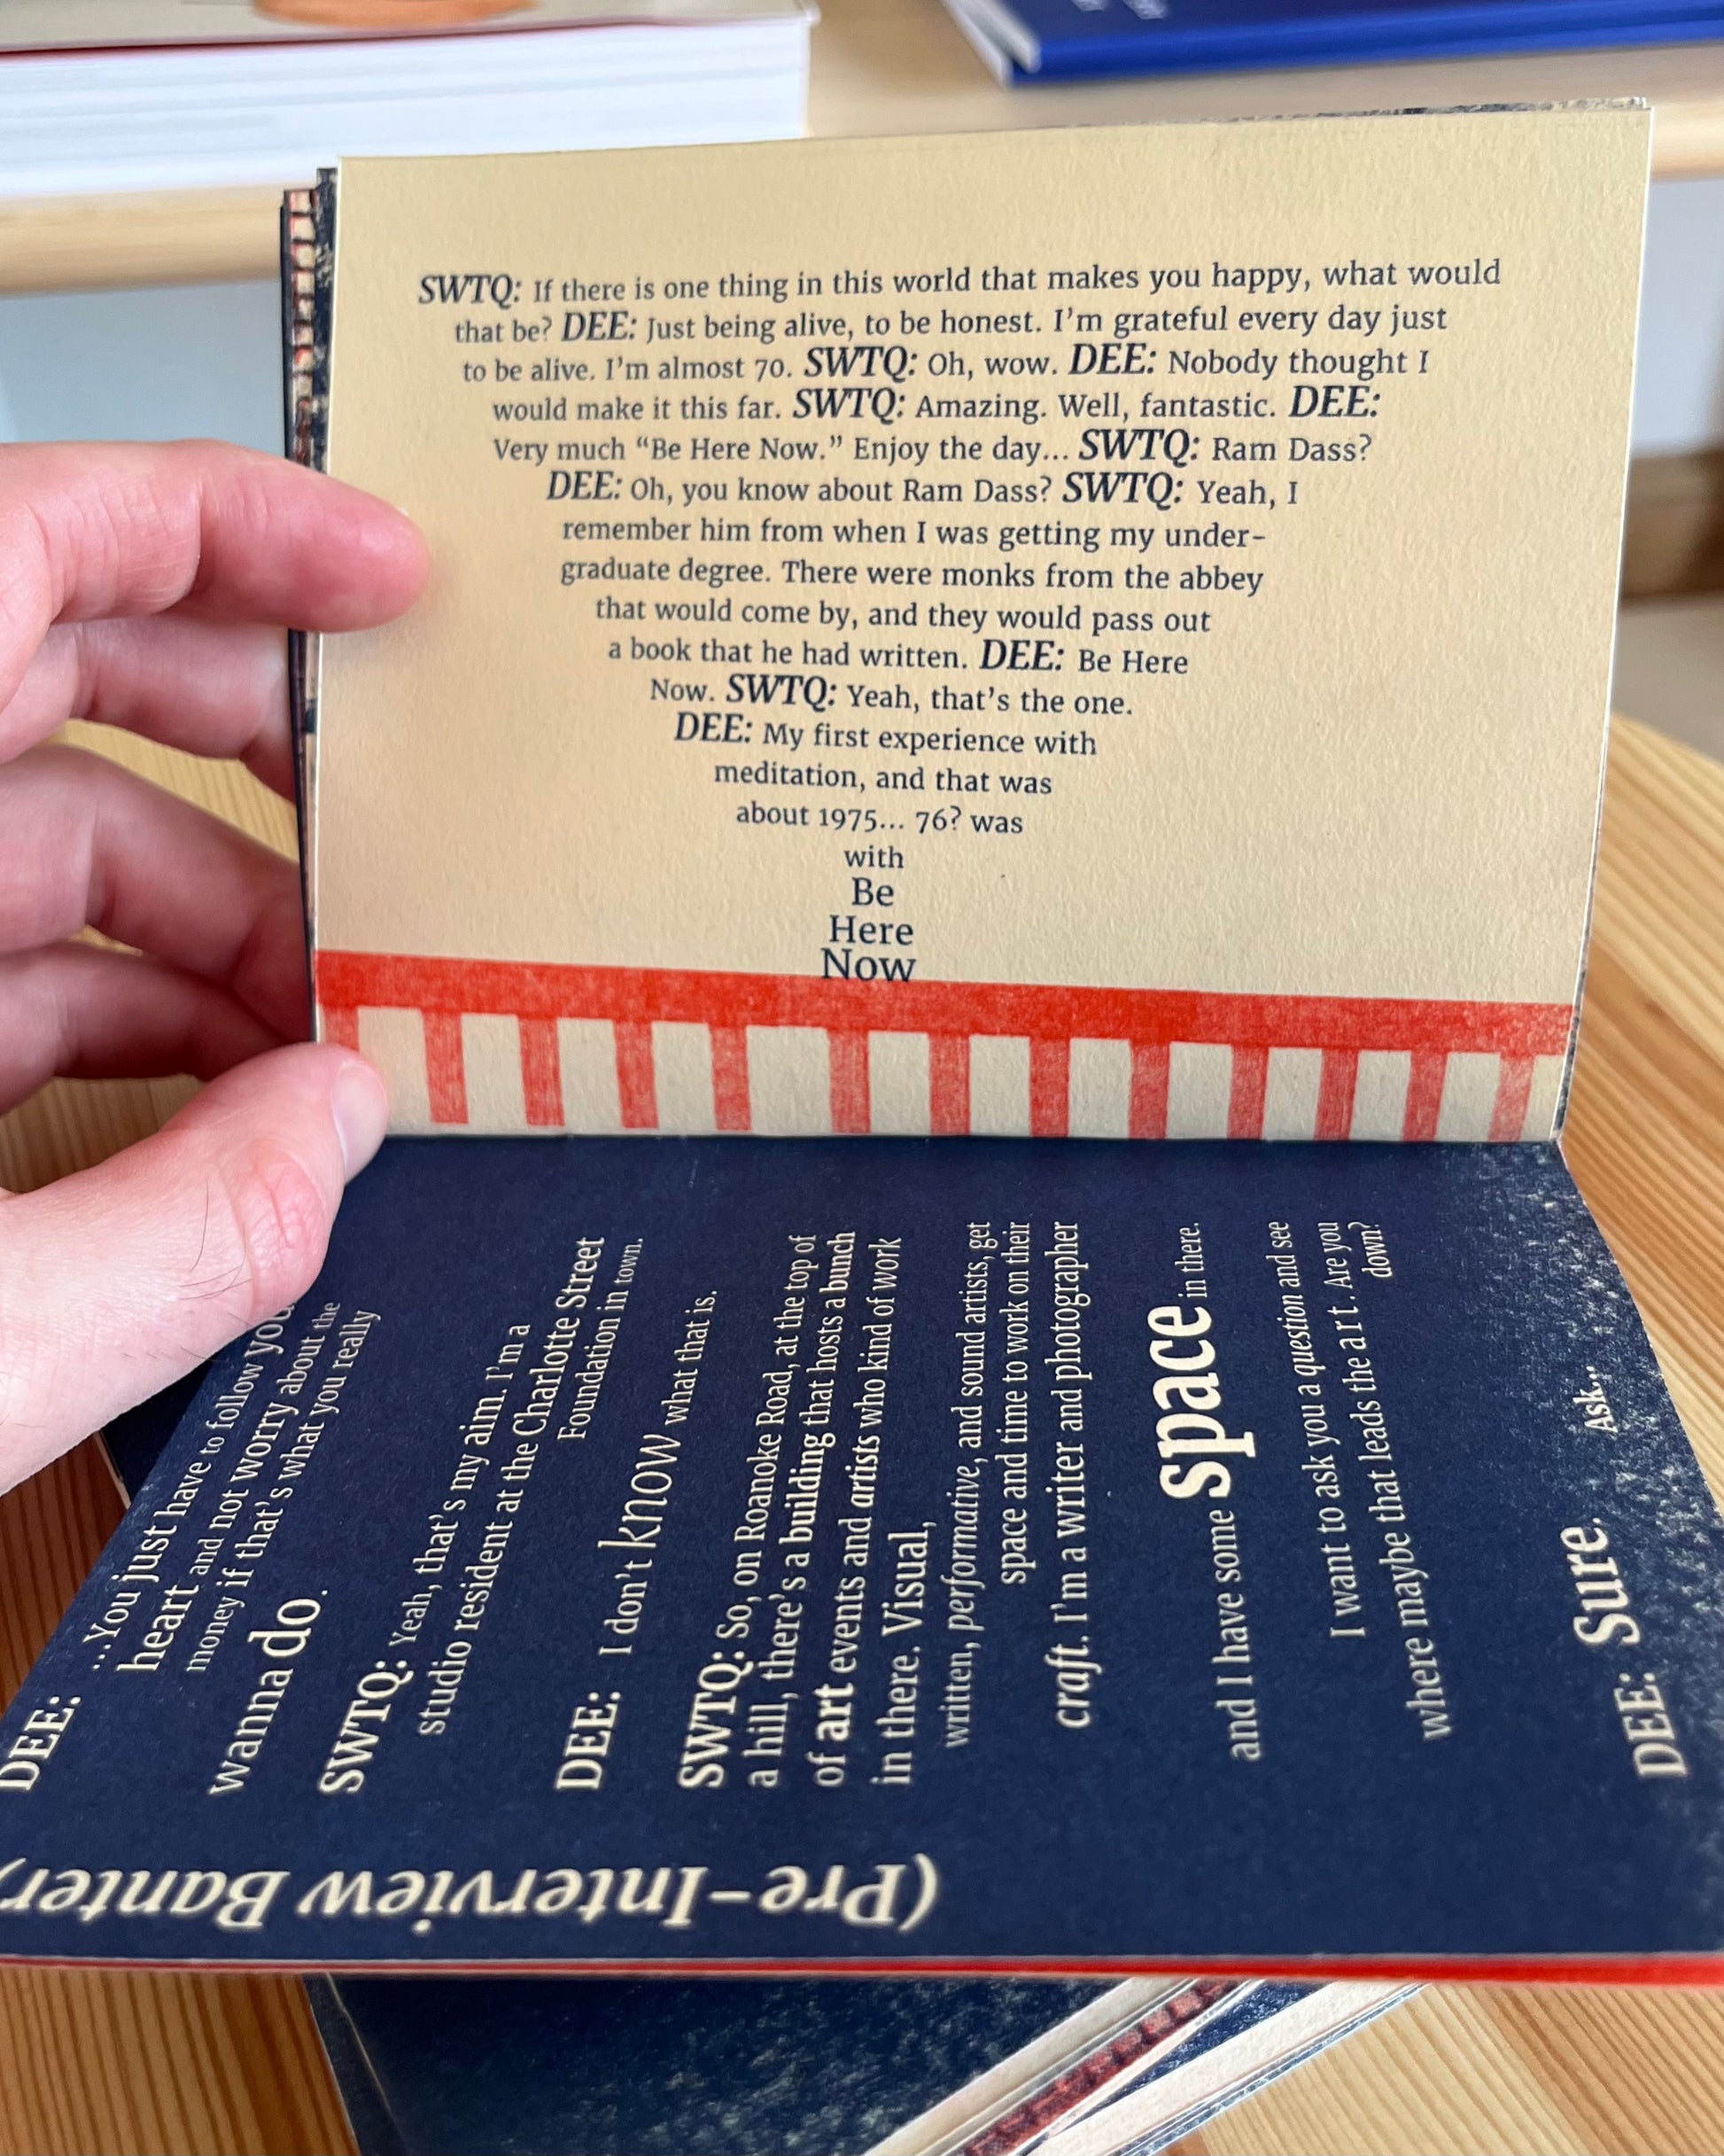 SWTQ: If there is one thing in this world that makes you happy, what would
that be? DEE: Just being alive, to be honest. I'm grateful every day just
to be alive. I'm almost 70. SWTQ: Oh, wow. DEE: Nobody thought I
would make it this far. SWTQ: Amazing. Well, fantastic. DEE:
Very much “Be Here Now.” Enjoy the day... SWTQ: Ram Dass?
DEE: Oh, you know about Ram Dass? SWTQ: Yeah, I
remember him from when I was getting my under-
graduate degree. There were monks from the abbey
that would come by, and they would pass out
a book that he had written. DEE: Be Here
Now. SWTQ: Yeah, that's the one.
DEE: My first experience with
meditation, and that was
about 1975... 76? was
with
Be
Here
Now
(Pre-Interview Banter)
DEE: ...You just have to follow your
heart and not worry about the
money if that's what you really
wanna do.
SWTQ: Yeah, that's my aim. I'm a
studio resident at the Charlotte Street
Foundation in town.
DEE: I don't know what that is.
SWTQ: So, on Roanoke Road, at the top of
a hill, there's a building that hosts a bunch
of art events and artists who kind of work
in there. Visual,
written, performative, and sound artists, get
space and time to work on their
craft. I'm a writer and photographer
and I have some space in there.
I want to ask you a question and see
where maybe that leads the art. Are you
down?
DEE: Sure. Ask...